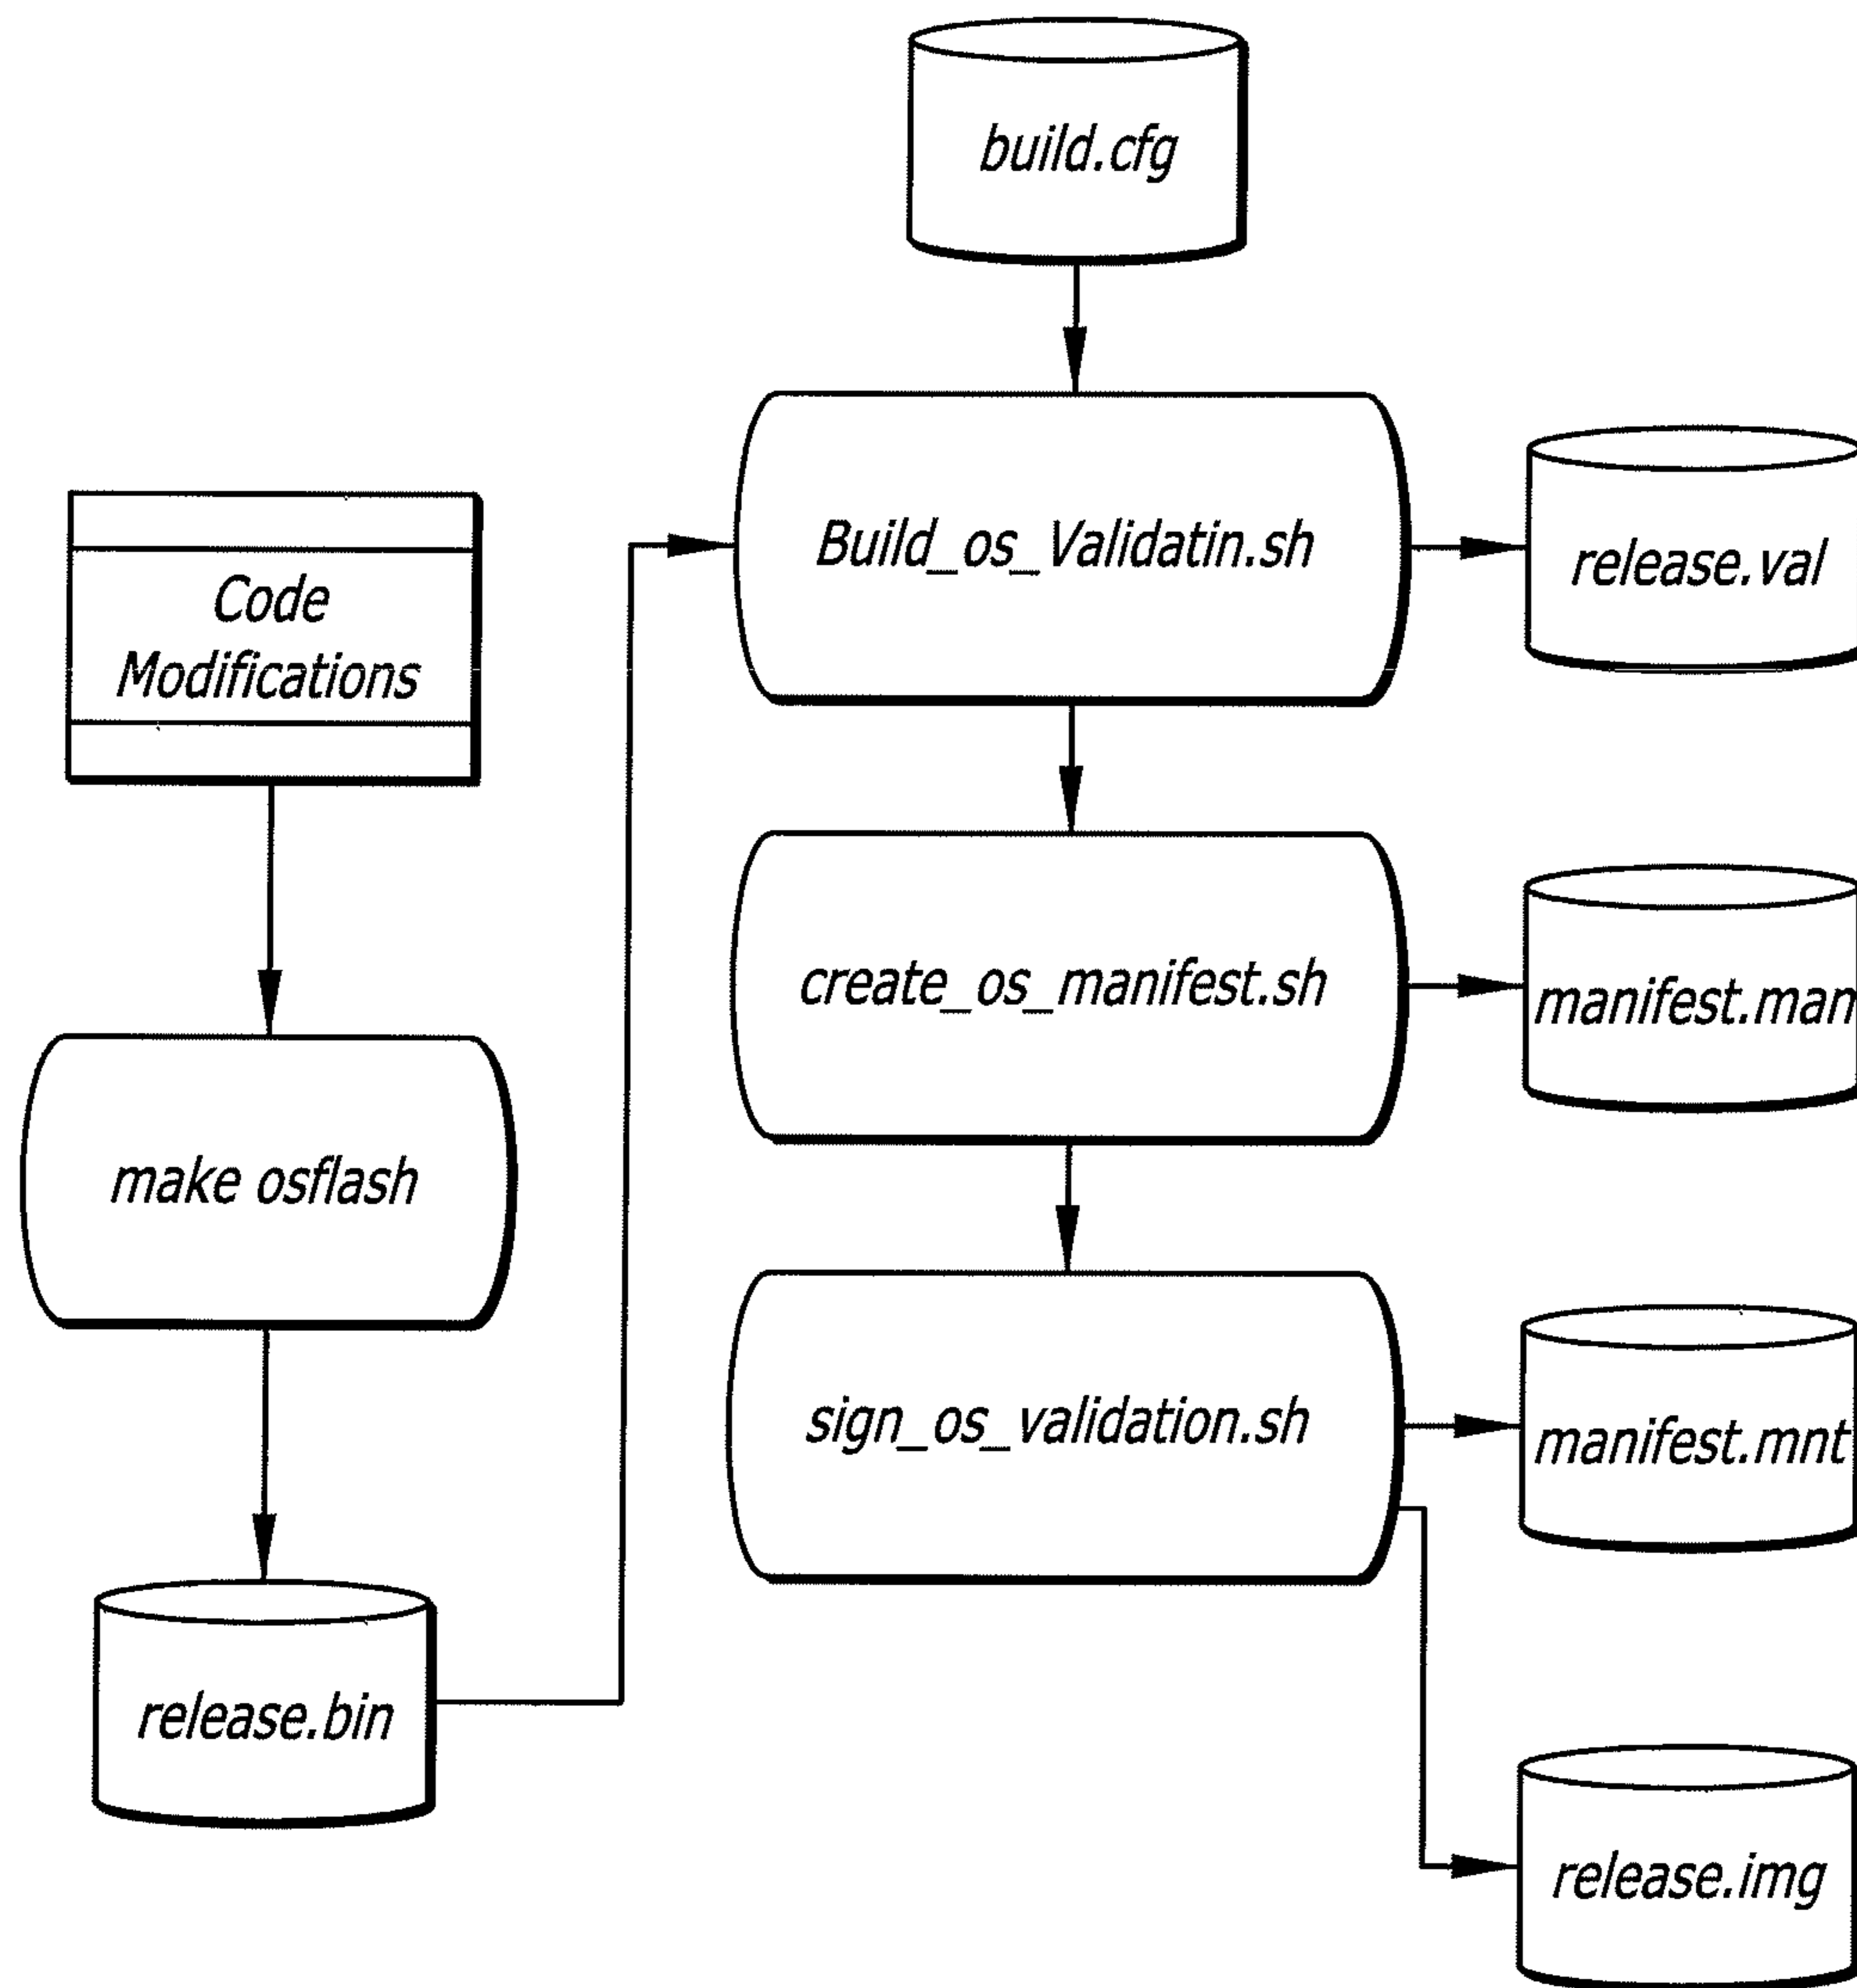 build.cfg
Build_os_Validatin.sh
release.val
Code
Modifications
create_os_manifest.sh
manifest.man
make osflash
sign_os_validation.sh
manifest.mnt
release.bin
release.img